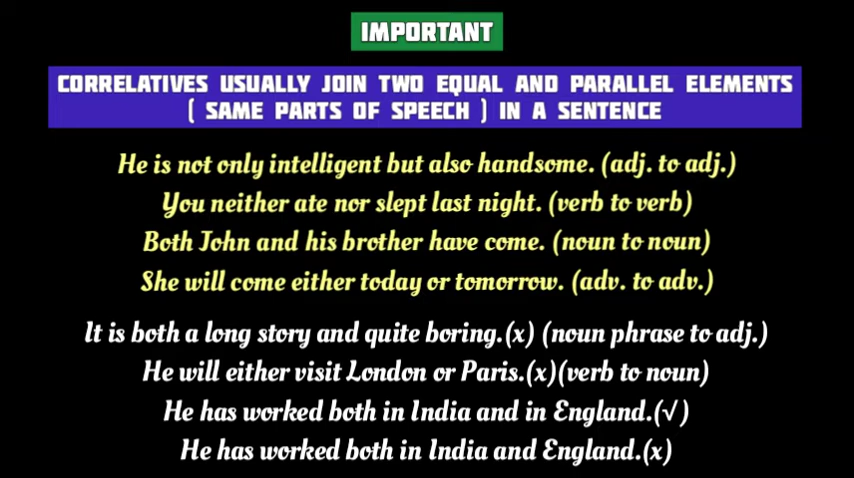 IMPORTANT
CORRELATIVES USUALLY JOIN TWO EQUAL AND PARALLEL ELEMENTS
( SAME PARTS OF SPEECH ) IN A SENTENCE
He is not only intelligent but also handsome. (adj. to adj.)
You neither ate nor slept last night. (verb to verb)
Both John and his brother have come. (noun to noun)
She will come either today or tomorrow. (adv. to adv.)
It is both a long story and quite boring.(x) (noun phrase to adj.)
He will either visit London or Paris.(x)(verb to noun)
He has worked both in India and in England.(√)
He has worked both in India and England.(x)